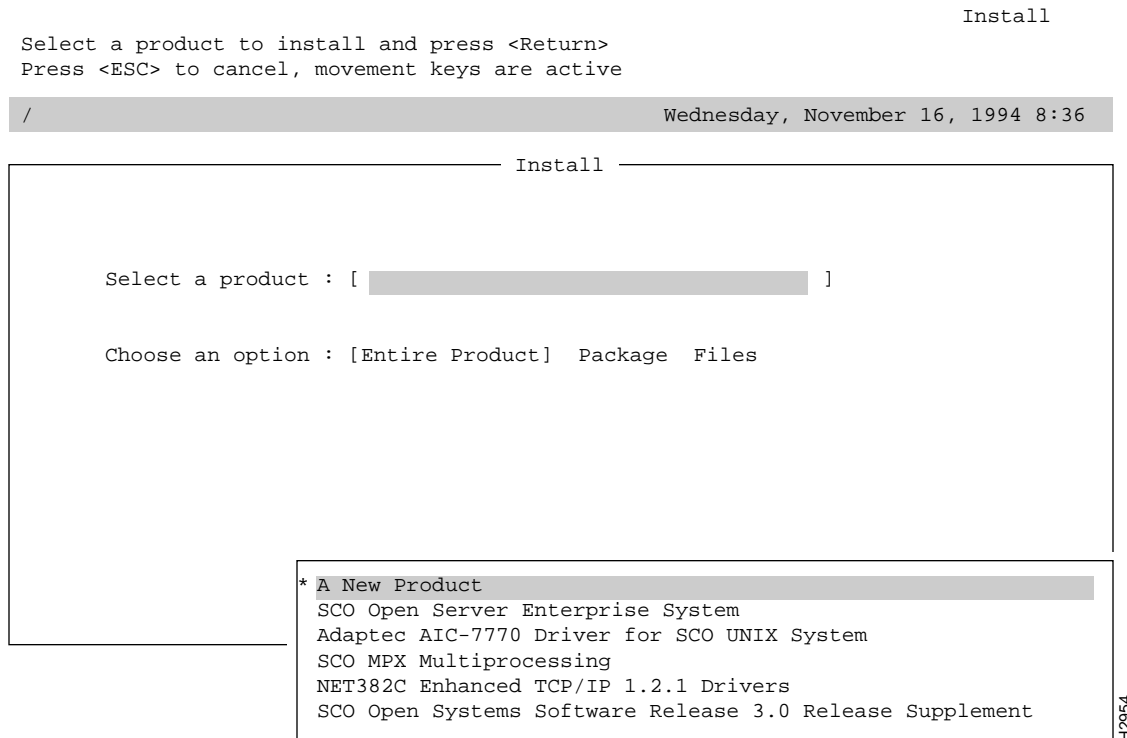 Install
Select a product to install and press <Return>
Press <ESC> to cancel, movement keys are active
/ Wednesday, November 16, 1994 8:36
Install
Select a product : [ ]
Choose an option : [Entire Product] Package Files
* A New Product
SCO Open Server Enterprise System
Adaptec AIC-7770 Driver for SCO UNIX System
SCO MPX Multiprocessing
NET382C Enhanced TCP/IP 1.2.1 Drivers
SCO Open Systems Software Release 3.0 Release Supplement
H2954